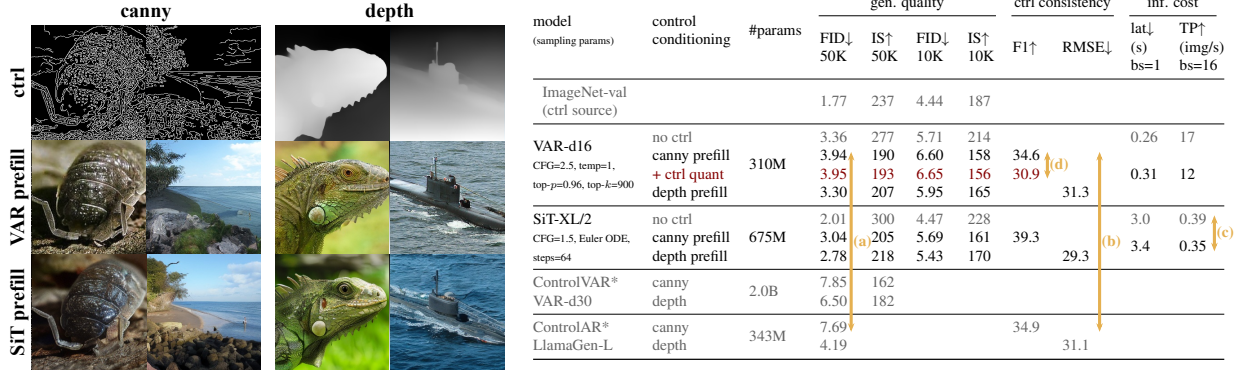 canny depth
ctrl
VAR prefill
SiT prefill
gen. quality ctrl consistency inf. cost
model control #params FID↓ IS↑ FID↓ IS↑ F1↑ RMSE↓ lat↓ TP↑
(sampling params) conditioning 50K 50K 10K 10K (s) (img/s)
bs=1 bs=16
ImageNet-val 1.77 237 4.44 187
(ctrl source)
VAR-d16 no ctrl 310M 3.36 277 5.71 214 0.26 17
CFG=2.5, temp=1, canny prefill 3.94 190 6.60 158 34.6
+ ctrl quant 3.95 193 6.65 156 30.9 (d) 0.31 12
top-p=0.96, top-k=900 depth prefill 3.30 207 5.95 165 31.3
SiT-XL/2 no ctrl 675M 2.01 300 4.47 228 3.0 0.39
CFG=1.5, Euler ODE, canny prefill 3.04 (a) 205 5.69 161 39.3 (b) 3.4 0.35 (c)
steps=64 depth prefill 2.78 218 5.43 170 29.3
ControlVAR* canny 2.0B 7.85 162
VAR-d30 depth 6.50 182
ControlAR* canny 343M 7.69 34.9
LlamaGen-L depth 4.19 31.1